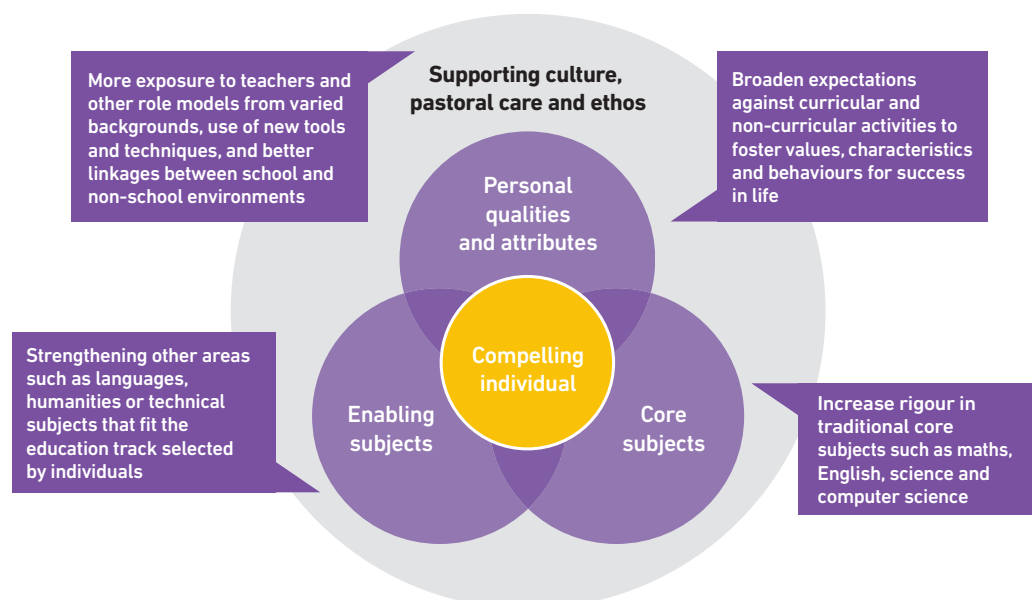 More exposure to teachers and
other role models from varied
backgrounds, use of new tools
and techniques, and better
linkages between school and
non-school environments
Supporting culture,
pastoral care and ethos
Broaden expectations
against curricular and
non-curricular activities to
foster values, characteristics
and behaviours for success
in life
Personal
qualities
and attributes
Compelling
individual
Strengthening other areas
such as languages,
humanities or technical
subjects that fit the
education track selected
by individuals
Enabling
subjects
Core
subjects
Increase rigour in
traditional core
subjects such as maths,
English, science and
computer science